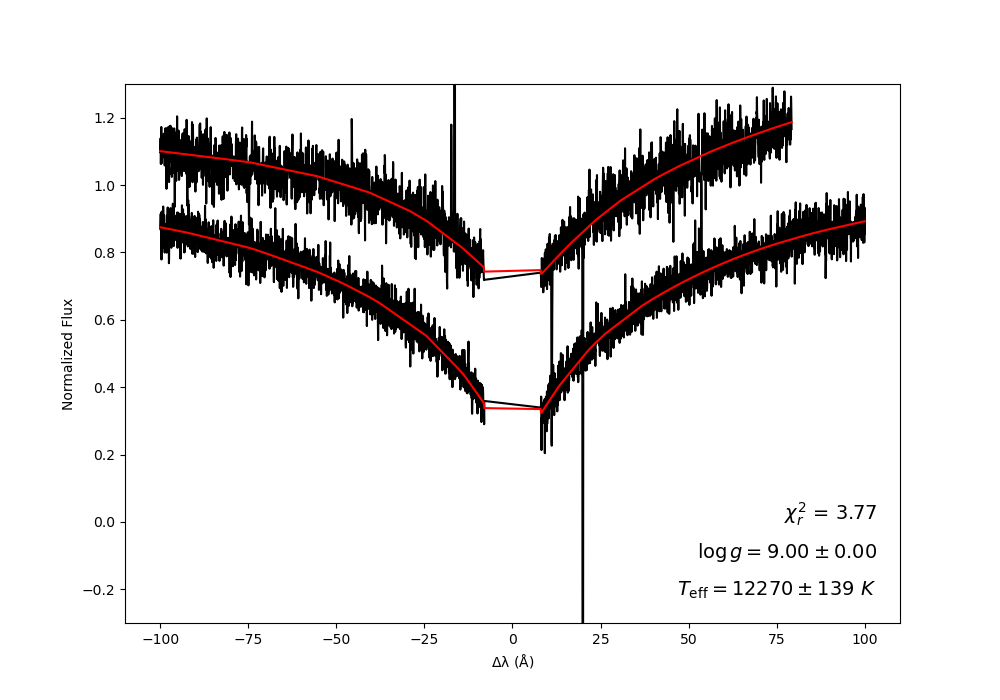 1.2
1.0
0.8
0.6
0.4
0.2
0.0
−0.2
Normalized Flux
χ²ᵣ = 3.77
log g = 9.00 ± 0.00
T_eff = 12270 ± 139 K
−100 −75 −50 −25 0 25 50 75 100
Δλ (Å)